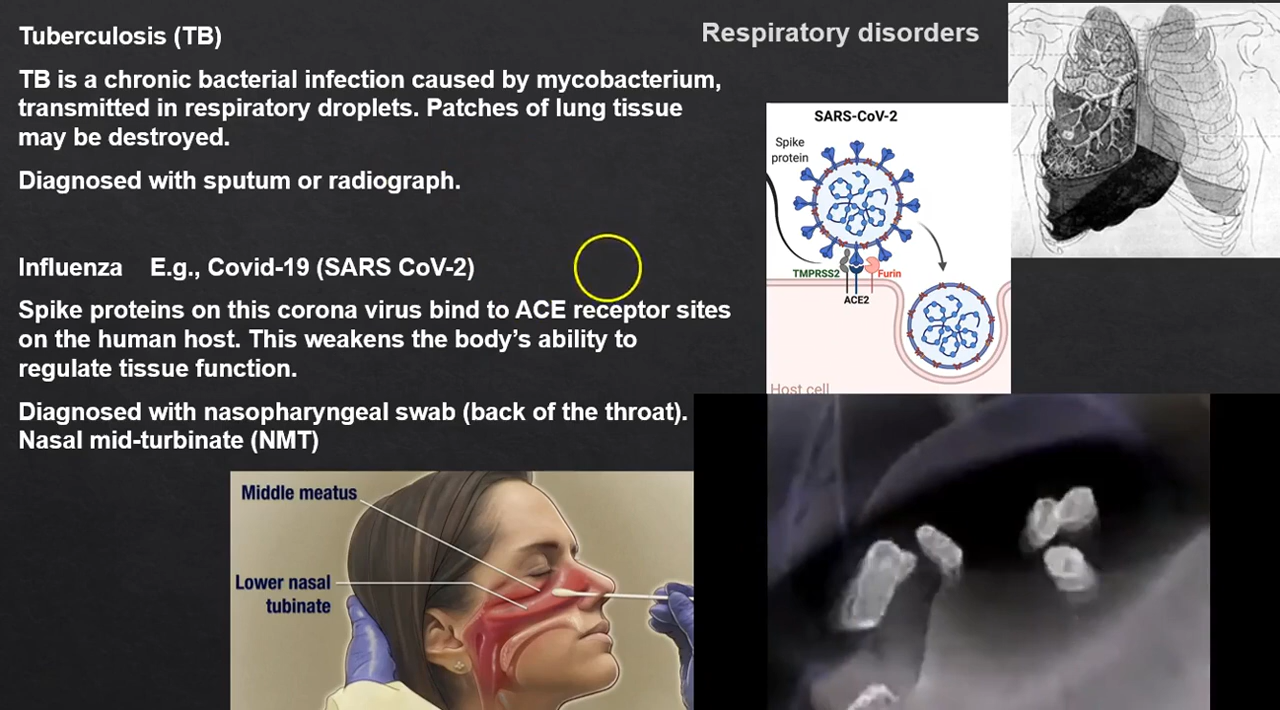 Respiratory disorders
Tuberculosis (TB)
TB is a chronic bacterial infection caused by mycobacterium,
transmitted in respiratory droplets. Patches of lung tissue
may be destroyed.
Diagnosed with sputum or radiograph.
Influenza E.g., Covid-19 (SARS CoV-2)
Spike proteins on this corona virus bind to ACE receptor sites
on the human host. This weakens the body’s ability to
regulate tissue function.
Diagnosed with nasopharyngeal swab (back of the throat).
Nasal mid-turbinate (NMT)
SARS-CoV-2
Spike
protein
TMPRSS2
Furin
ACE2
Host cell
Middle meatus
Lower nasal
tubinate